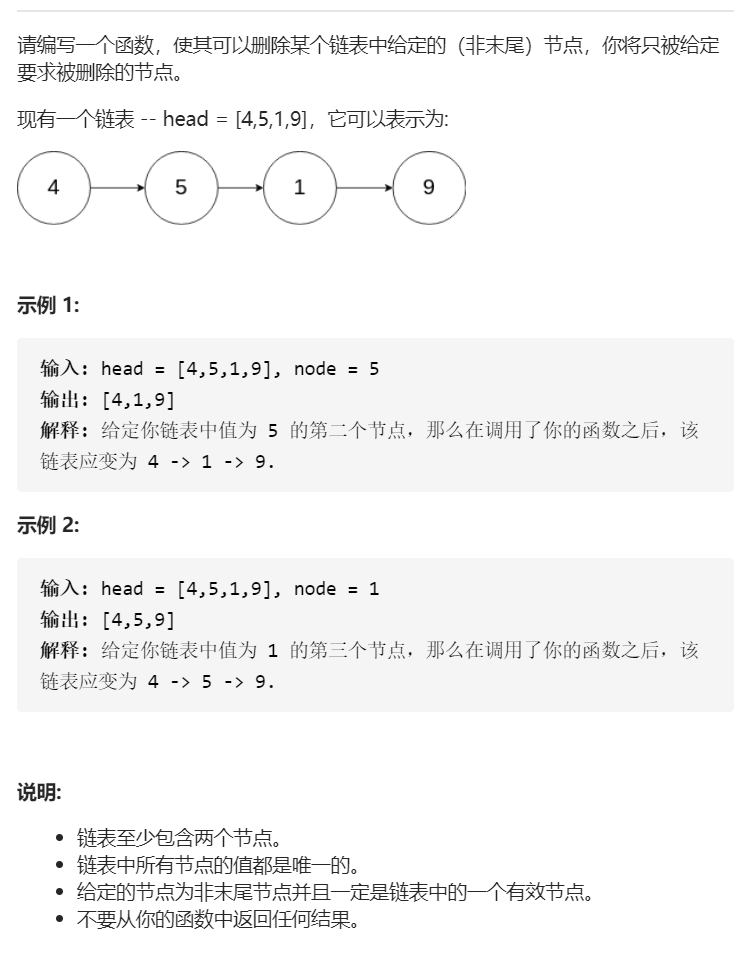 请编写一个函数，使其可以删除某个链表中给定的（非末尾）节点，你将只被给定
要求被删除的节点。
现有一个链表 -- head = [4,5,1,9]，它可以表示为:
4 5 1 9
示例 1:
输入: head = [4,5,1,9], node = 5
输出: [4,1,9]
解释: 给定你链表中值为 5 的第二个节点，那么在调用了你的函数之后，该
链表应变为 4 -> 1 -> 9.
示例 2:
输入: head = [4,5,1,9], node = 1
输出: [4,5,9]
解释: 给定你链表中值为 1 的第三个节点，那么在调用了你的函数之后，该
链表应变为 4 -> 5 -> 9.
说明:
• 链表至少包含两个节点。
• 链表中所有节点的值都是唯一的。
• 给定的节点为非末尾节点并且一定是链表中的一个有效节点。
• 不要从你的函数中返回任何结果。